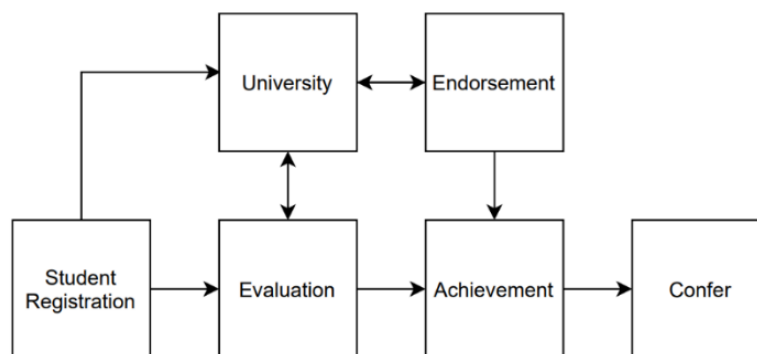 University
Endorsement
Student
Registration
Evaluation
Achievement
Confer